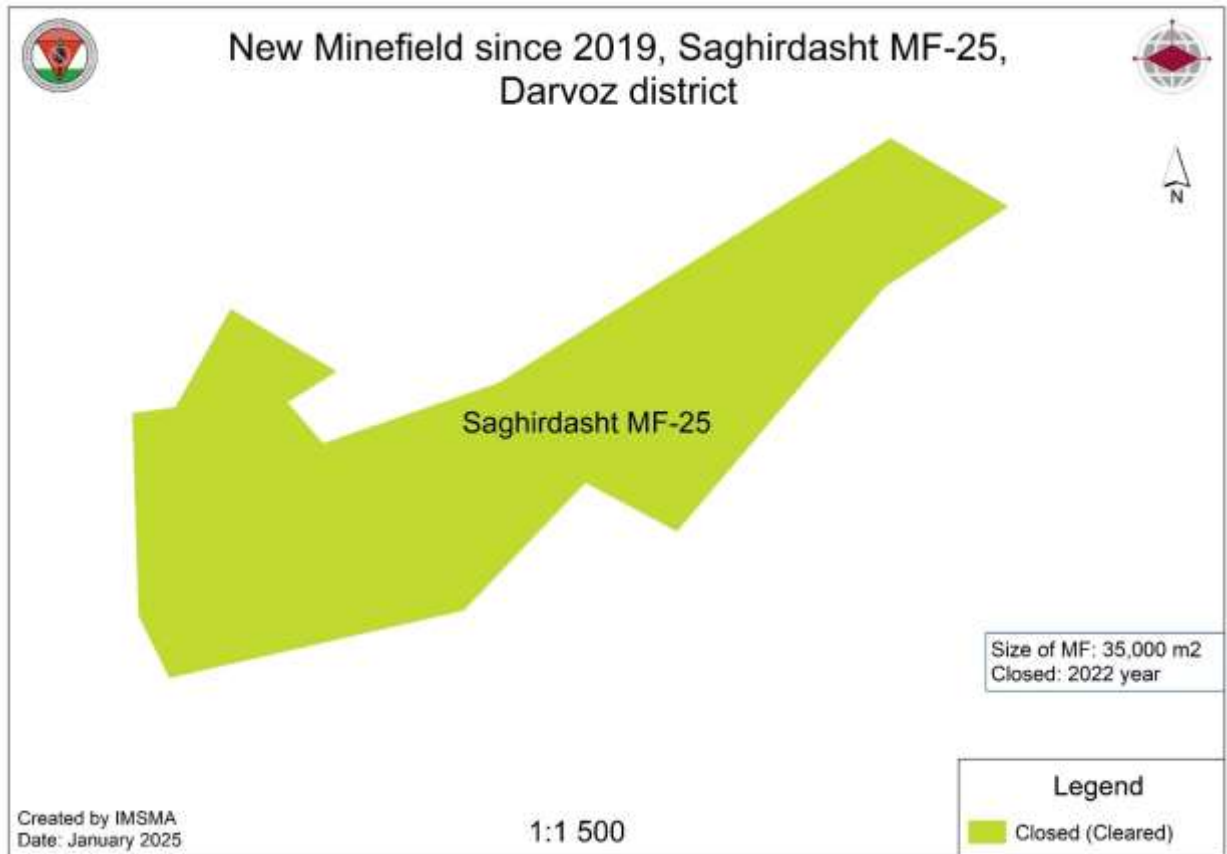 New Minefield since 2019, Saghirdasht MF-25,
Darvoz district
N
Saghirdasht MF-25
Size of MF: 35,000 m2
Closed: 2022 year
Legend
Closed (Cleared)
Created by IMSMA
Date: January 2025
1:1 500